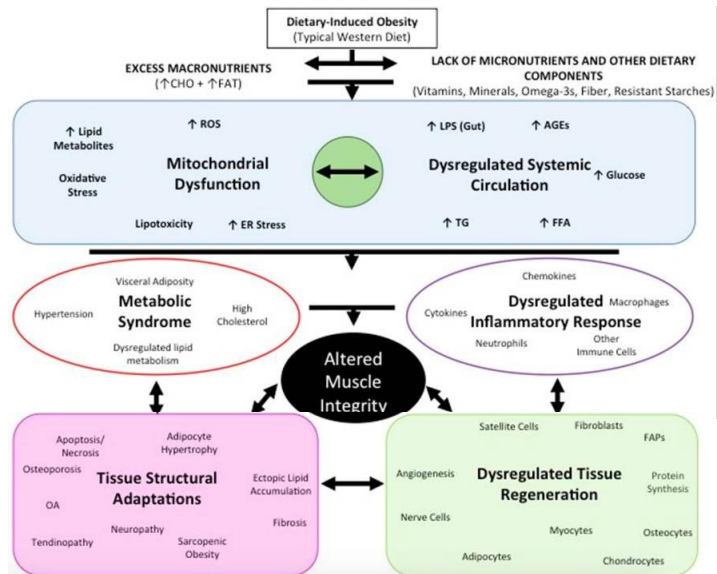 Dietary-Induced Obesity
(Typical Western Diet)
EXCESS MACRONUTRIENTS
(↑CHO + ↑FAT)
LACK OF MICRONUTRIENTS AND OTHER DIETARY
COMPONENTS
(Vitamins, Minerals, Omega-3s, Fiber, Resistant Starches)
↑ Lipid
Metabolites
↑ ROS
Oxidative
Stress
Mitochondrial
Dysfunction
Lipotoxicity
↑ ER Stress
↑ LPS (Gut)
↑ AGEs
Dysregulated Systemic
Circulation
↑ Glucose
↑ TG
↑ FFA
Visceral Adiposity
Hypertension
Metabolic
Syndrome
High
Cholesterol
Dysregulated lipid
metabolism
Chemokines
Cytokines
Dysregulated
Inflammatory Response
Macrophages
Neutrophils
Other
Immune Cells
Altered
Muscle
Integrity
Apoptosis/
Necrosis
Adipocyte
Hypertrophy
Osteoporosis
Tissue Structural
Adaptations
Ectopic Lipid
Accumulation
OA
Neuropathy
Fibrosis
Tendinopathy
Sarcopenic
Obesity
Satellite Cells
Fibroblasts
FAPs
Angiogenesis
Dysregulated Tissue
Regeneration
Protein
Synthesis
Nerve Cells
Myocytes
Osteocytes
Adipocytes
Chondrocytes